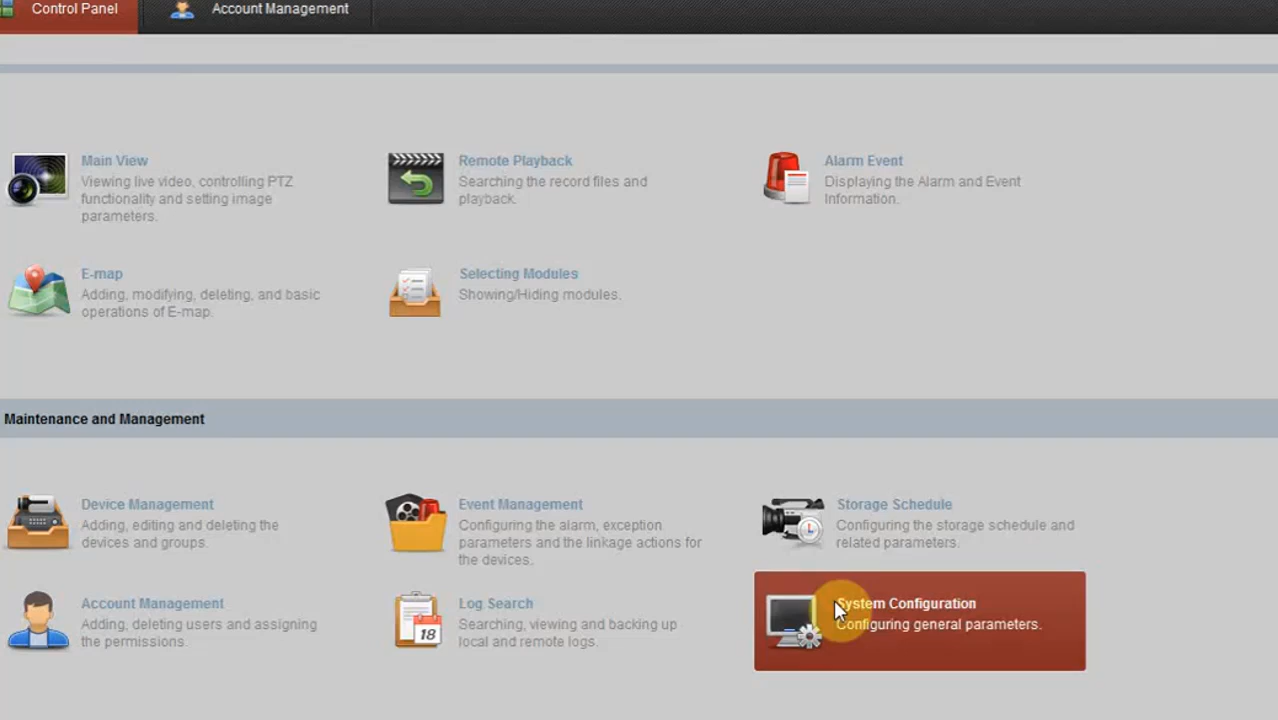 Control Panel
Account Management
Main View
Viewing live video, controlling PTZ
functionality and setting image
parameters.
Remote Playback
Searching the record files and
playback.
Alarm Event
Displaying the Alarm and Event
Information.
E-map
Adding, modifying, deleting, and basic
operations of E-map.
Selecting Modules
Showing/Hiding modules.
Maintenance and Management
Device Management
Adding, editing and deleting the
devices and groups.
Event Management
Configuring the alarm, exception
parameters and the linkage actions for
the devices.
Storage Schedule
Configuring the storage schedule and
related parameters.
Account Management
Adding, deleting users and assigning
the permissions.
18
Log Search
Searching, viewing and backing up
local and remote logs.
System Configuration
Configuring general parameters.